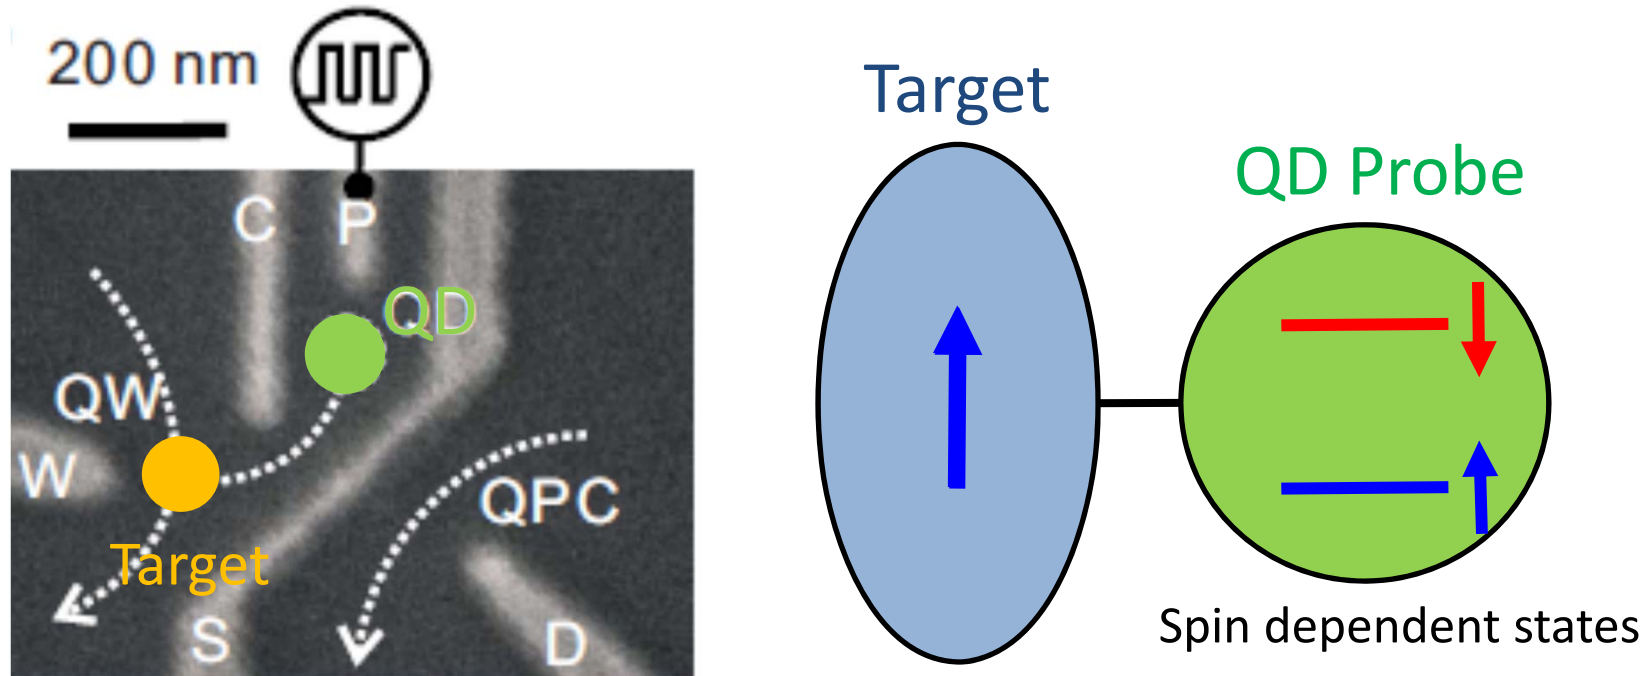 200 nm
C
P
QD
QW
W
QPC
Target
S
D
Target
QD Probe
Spin dependent states